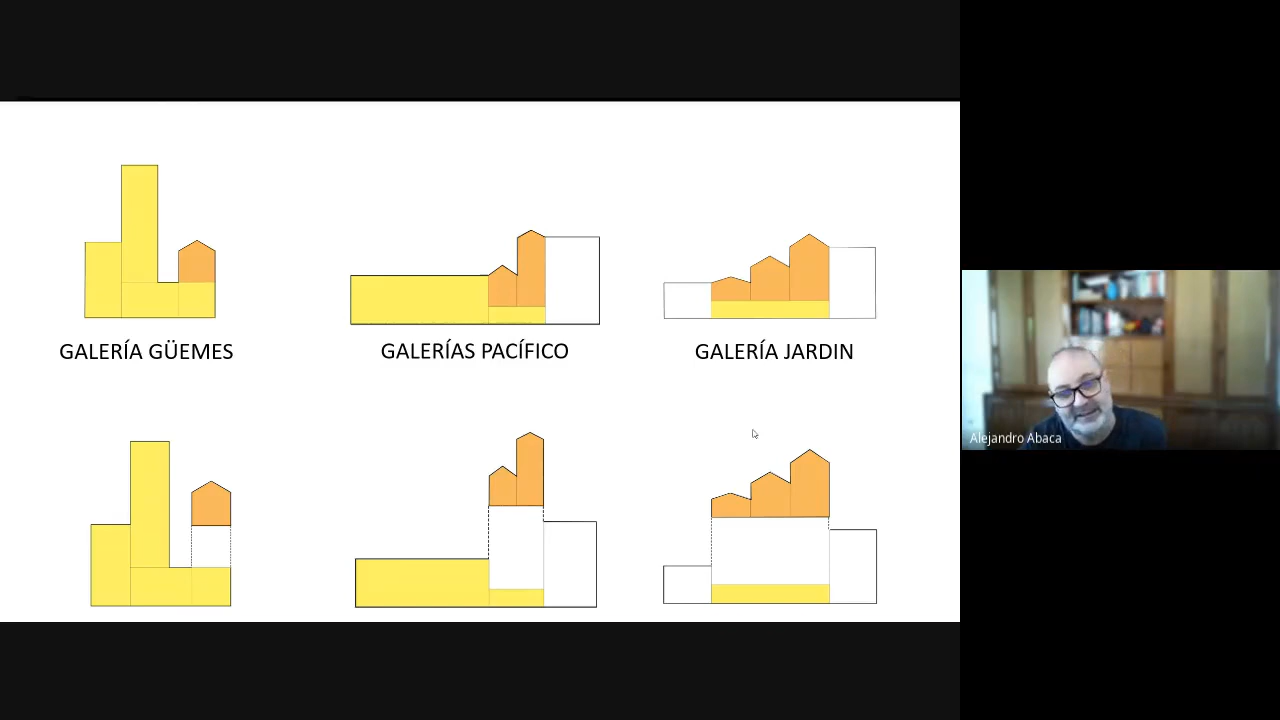 GALERÍA GÜEMES
GALERÍAS PACÍFICO
GALERÍA JARDIN
Alejandro Abaca